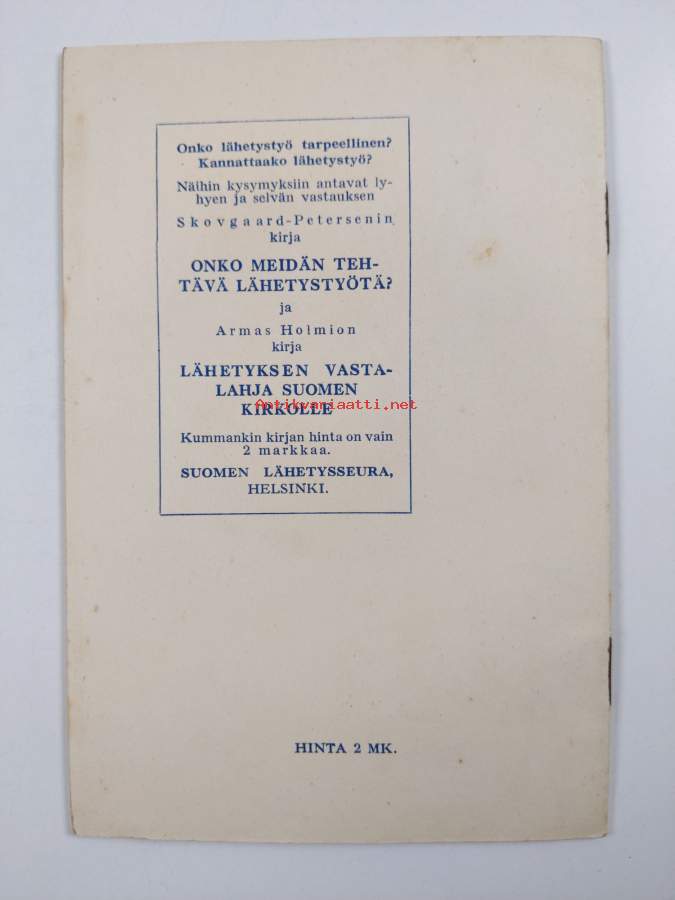 Onko lähetystyö tarpeellinen?
Kannattaako lähetystyö?
Näihin kysymyksiin antavat ly-
hyen ja selvän vastauksen
Skovgaard-Petersenin
kirja
ONKO MEIDÄN TEH-
TÄVÄ LÄHETYSTYÖTÄ?
ja
Armas Holmion
kirja
LÄHETYKSEN VASTA-
LAHJA SUOMEN
KIRKOLLE
Antikvariaatti.net
Kummankin kirjan hinta on vain
2 markkaa.
SUOMEN LÄHETYSSEURA,
HELSINKI.
HINTA 2 MK.